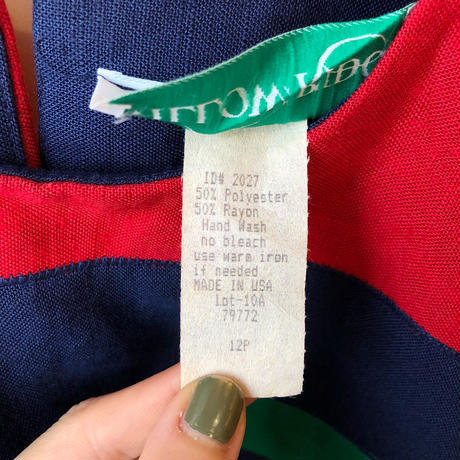 ID# 2027
50% Polyester
50% Rayon
Hand Wash
no bleach
use warm iron
if needed
MADE IN USA
lot-10A
79772
12P